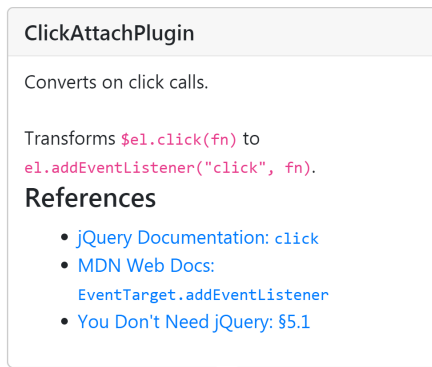 ClickAttachPlugin
Converts on click calls.
Transforms $el.click(fn) to
el.addEventListener("click", fn).
References
jQuery Documentation: click
MDN Web Docs:
EventTarget.addEventListener
You Don't Need jQuery: §5.1